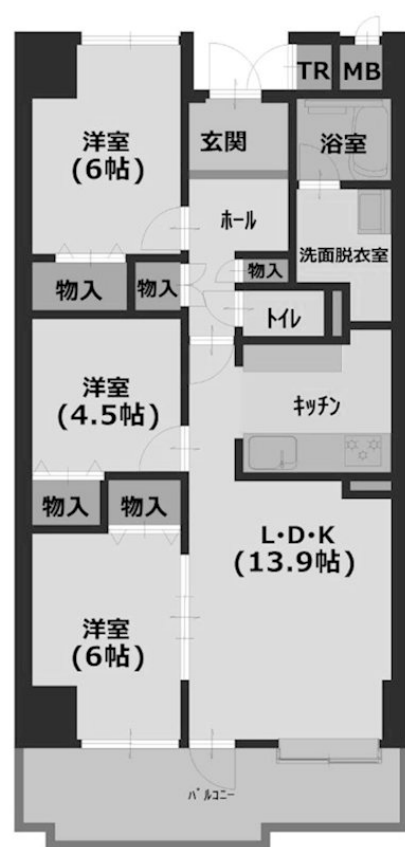 TR
MB
洋室
(6帖)
玄関
浴室
ホール
洗面脱衣室
物入
物入
物入
トイレ
洋室
(4.5帖)
キッチン
物入
物入
L・D・K
(13.9帖)
洋室
(6帖)
バルコニー